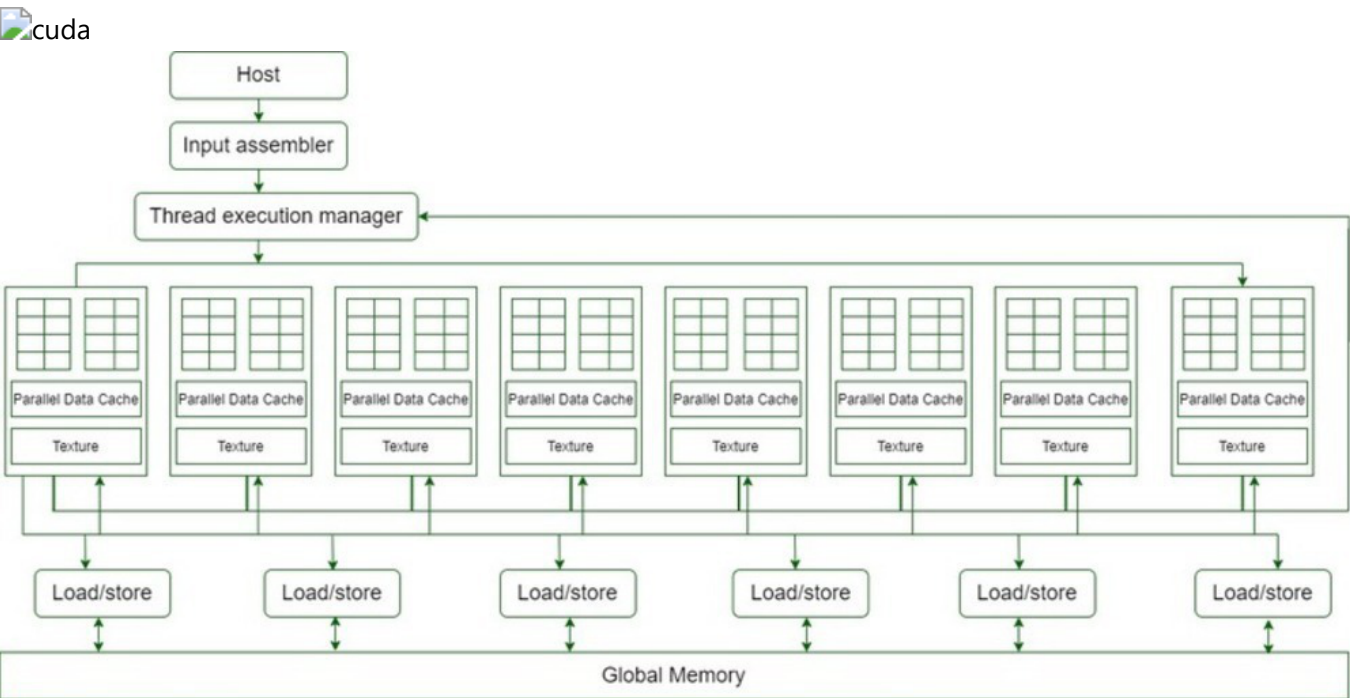 cuda
Host
Input assembler
Thread execution manager
Parallel Data Cache Parallel Data Cache Parallel Data Cache Parallel Data Cache Parallel Data Cache Parallel Data Cache Parallel Data Cache Parallel Data Cache
Texture Texture Texture Texture Texture Texture Texture Texture
Load/store Load/store Load/store Load/store Load/store Load/store
Global Memory